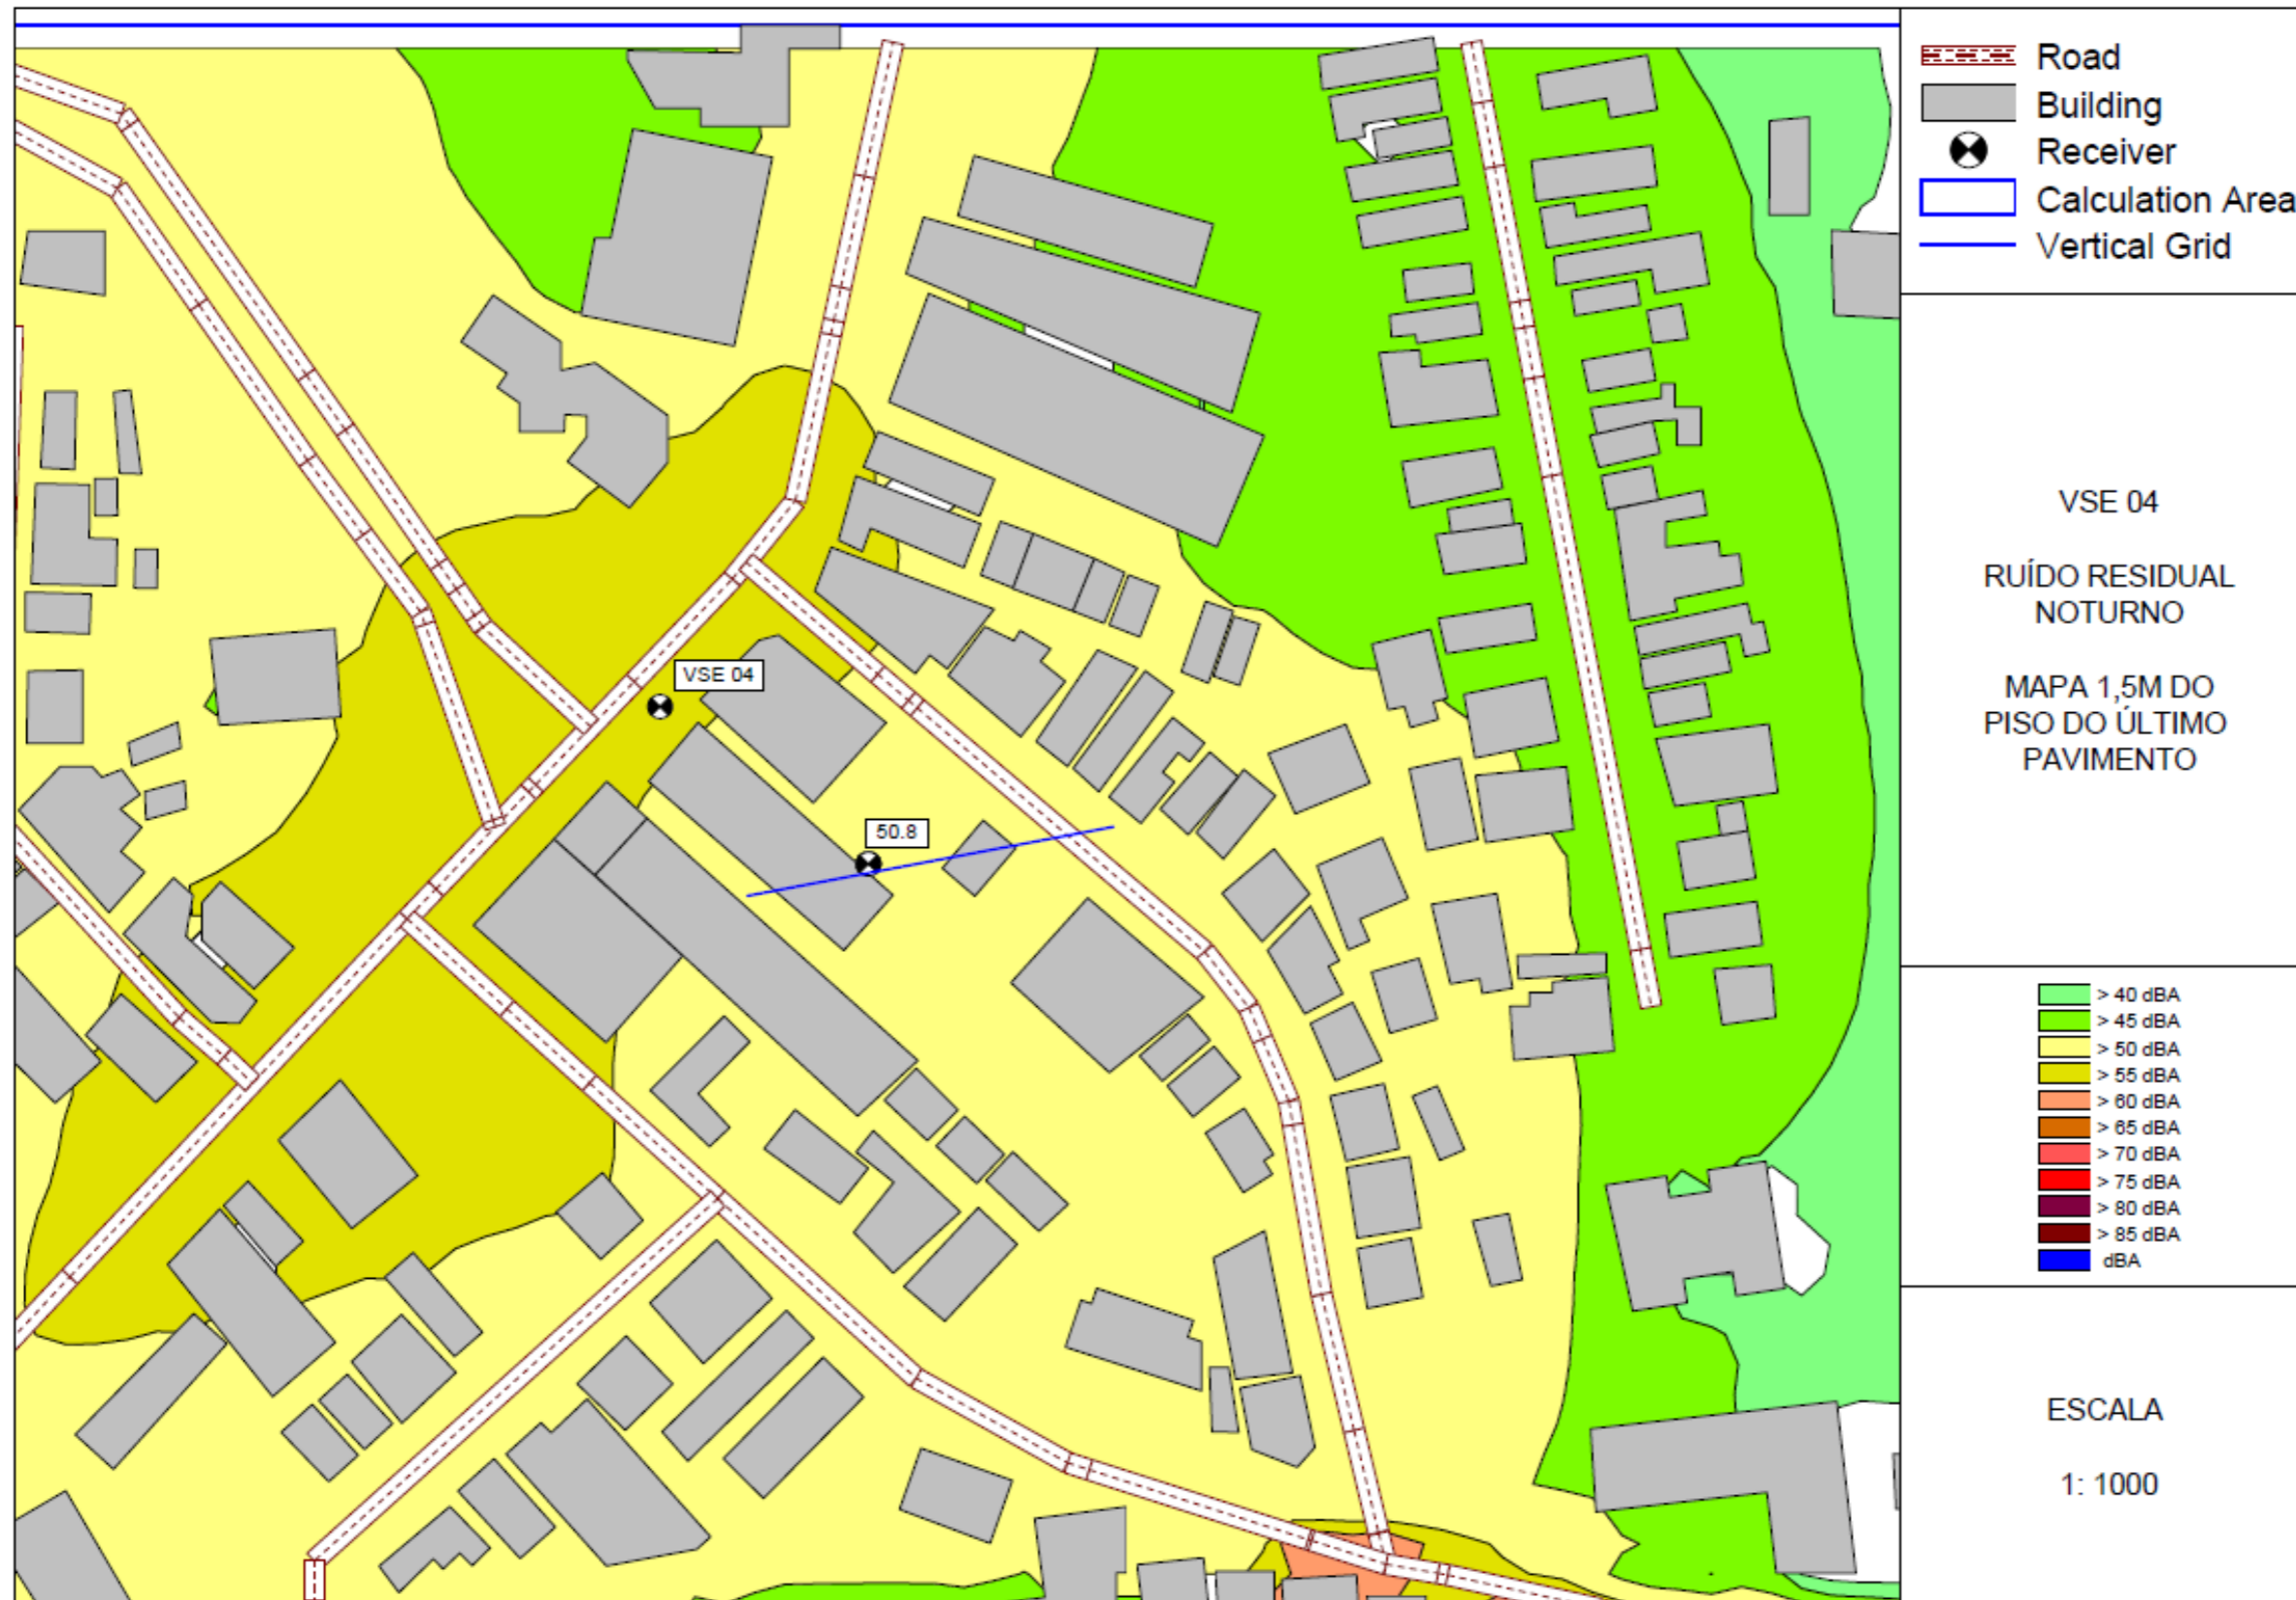 Road
Building
Receiver
Calculation Area
Vertical Grid
VSE 04
RUÍDO RESIDUAL
NOTURNO
MAPA 1,5M DO
PISO DO ÚLTIMO
PAVIMENTO
VSE 04
50.8
> 40 dBA
> 45 dBA
> 50 dBA
> 55 dBA
> 60 dBA
> 65 dBA
> 70 dBA
> 75 dBA
> 80 dBA
> 85 dBA
dBA
ESCALA
1: 1000